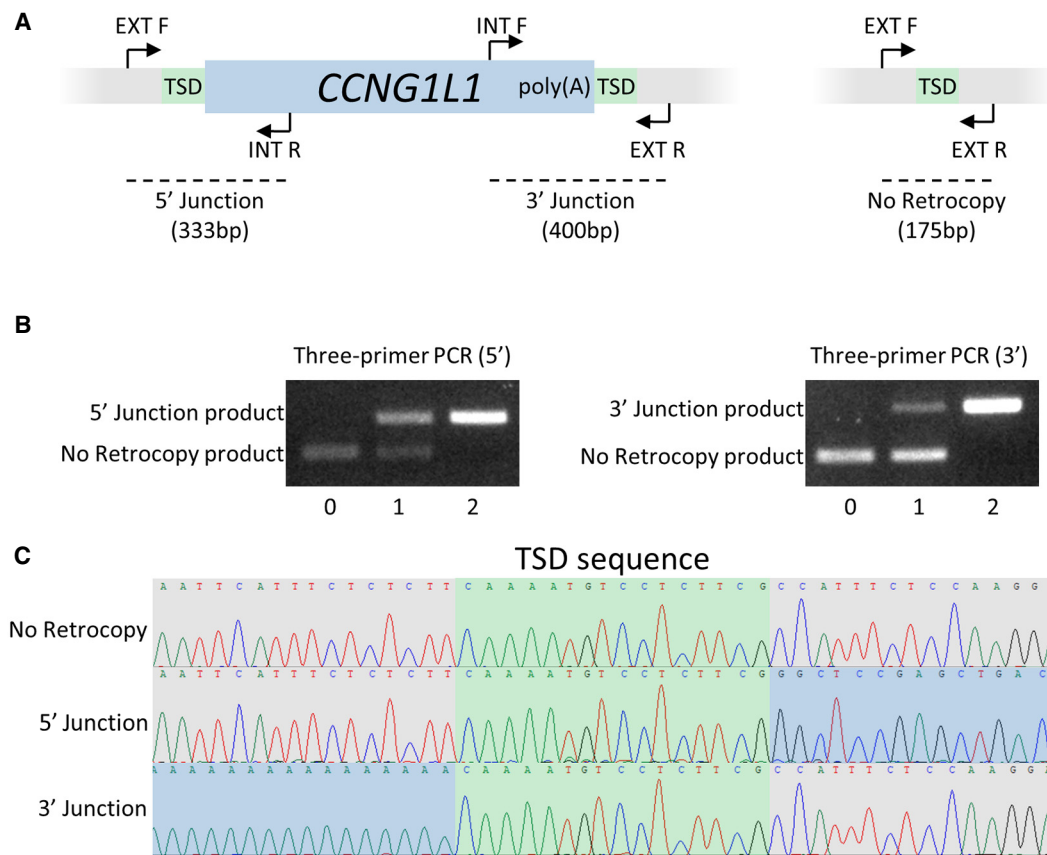 A
EXT F
INT F
EXT F
TSD
CCNG1L1
poly(A)
TSD
TSD
INT R
EXT R
EXT R
5’ Junction
(333bp)
3’ Junction
(400bp)
No Retrocopy
(175bp)
B
Three-primer PCR (5’)
Three-primer PCR (3’)
5’ Junction product
No Retrocopy product
3’ Junction product
No Retrocopy product
0 1 2
0 1 2
C
TSD sequence
A A T T C A T T T C T C T C T T C A A A A T G T C C T C T T C G C C A T T T C T C C A A G G
No Retrocopy
A A T T C A T T T C T C T C T T C A A A A T G T C C T C T T C G G G C T C C G A G C T G A C
5’ Junction
A A A A A A A A A A A A A A A A C A A A A T G T C C T C T T C G C C A T T T C T C C A A G G A
3’ Junction